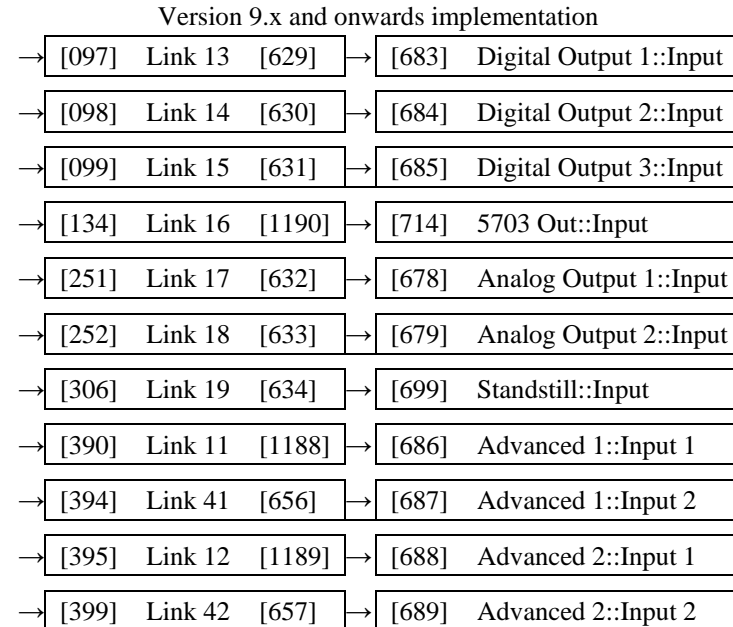 Version 9.x and onwards implementation
→ [097] Link 13 [629] → [683] Digital Output 1::Input
→ [098] Link 14 [630] → [684] Digital Output 2::Input
→ [099] Link 15 [631] → [685] Digital Output 3::Input
→ [134] Link 16 [1190] → [714] 5703 Out::Input
→ [251] Link 17 [632] → [678] Analog Output 1::Input
→ [252] Link 18 [633] → [679] Analog Output 2::Input
→ [306] Link 19 [634] → [699] Standstill::Input
→ [390] Link 11 [1188] → [686] Advanced 1::Input 1
→ [394] Link 41 [656] → [687] Advanced 1::Input 2
→ [395] Link 12 [1189] → [688] Advanced 2::Input 1
→ [399] Link 42 [657] → [689] Advanced 2::Input 2